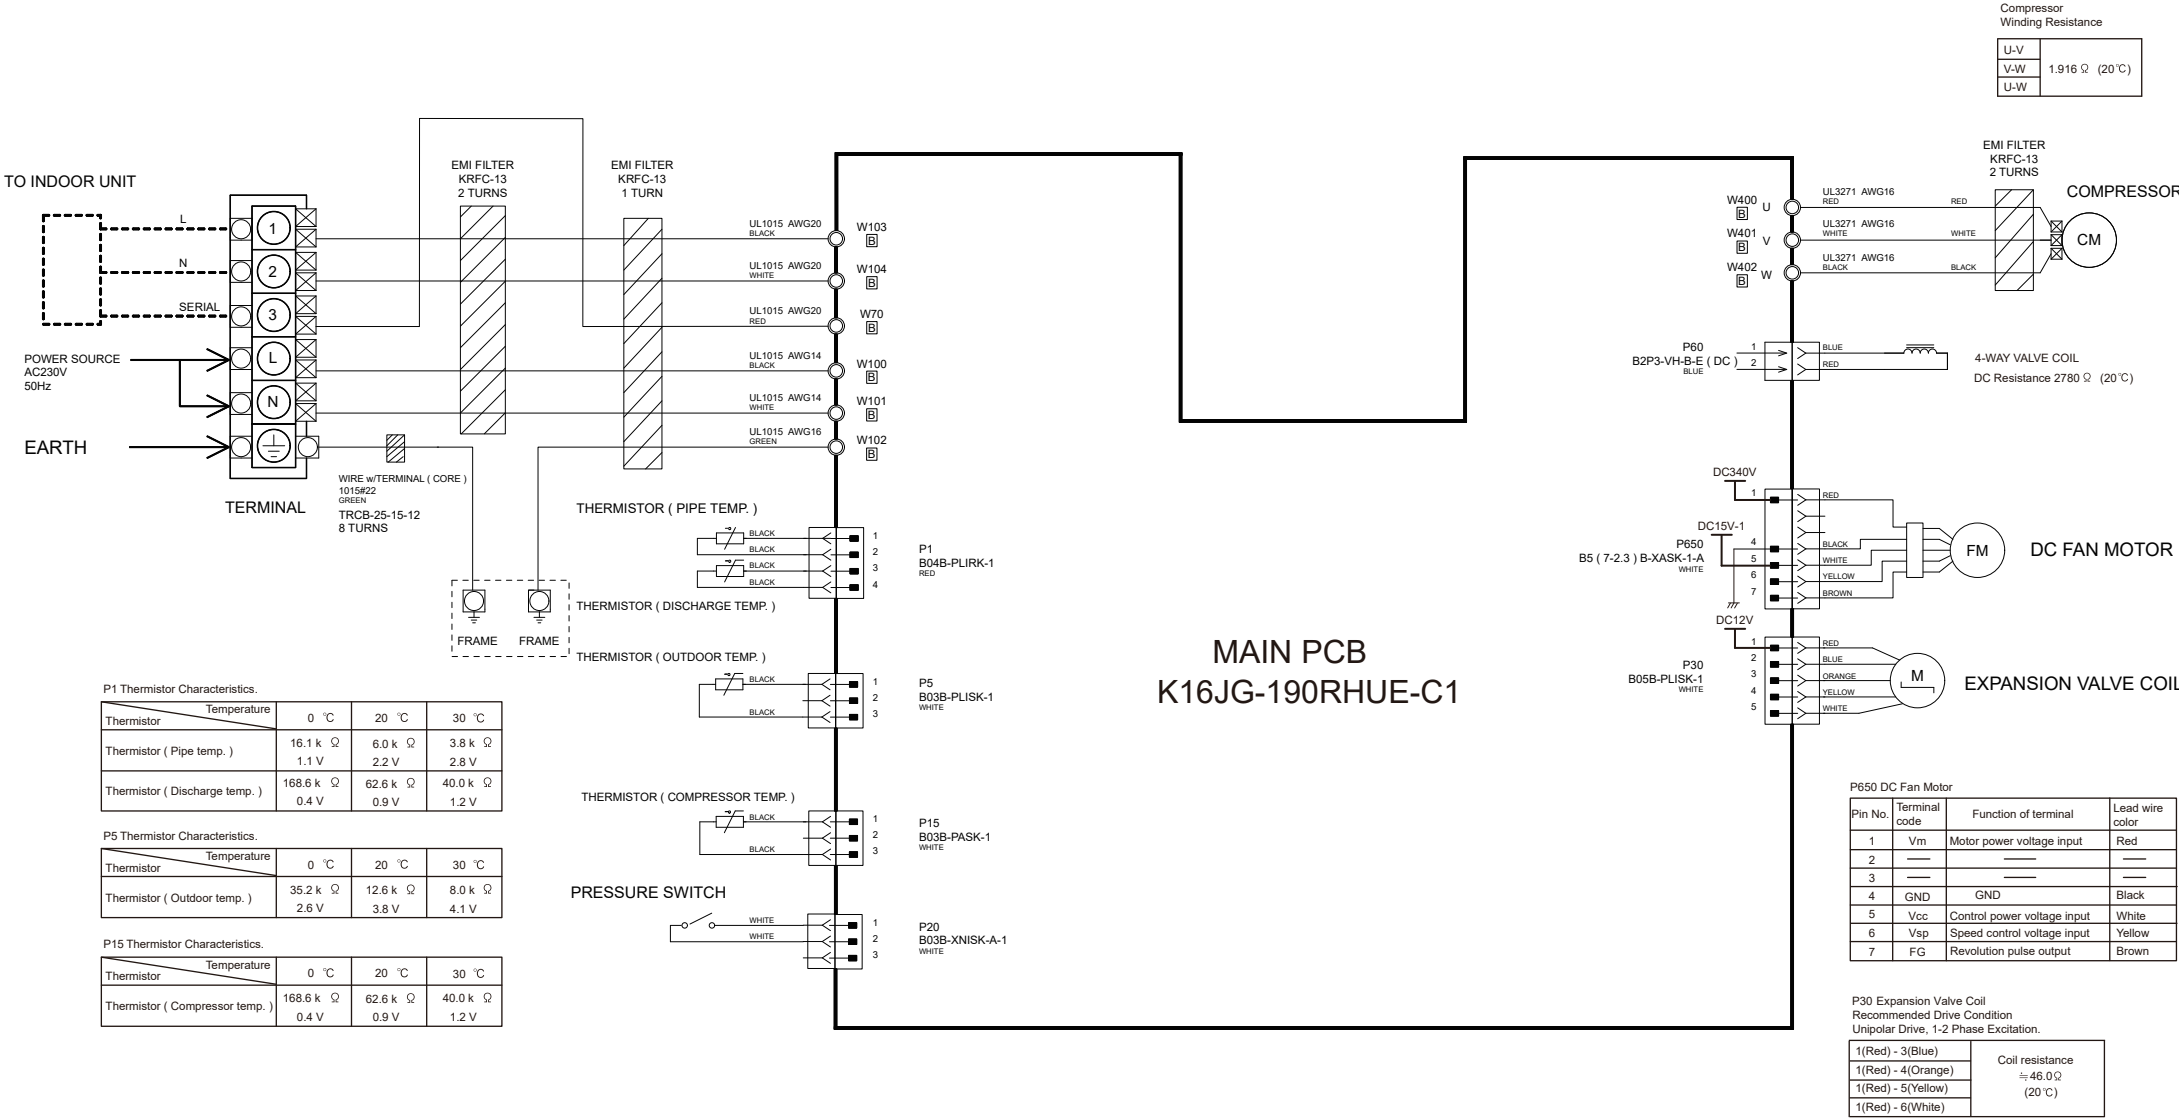 Compressor
Winding Resistance
U-V
V-W 1.916 Ω (20℃)
U-W
TO INDOOR UNIT
L
N
SERIAL
POWER SOURCE
AC230V
50Hz
EARTH
1
2
3
L
N
TERMINAL
WIRE w/TERMINAL ( CORE )
1015#22
GREEN
TRCB-25-15-12
8 TURNS
EMI FILTER
KRFC-13
2 TURNS
EMI FILTER
KRFC-13
1 TURN
UL1015 AWG20
BLACK
W103
B
UL1015 AWG20
WHITE
W104
B
UL1015 AWG20
RED
W70
B
UL1015 AWG14
BLACK
W100
B
UL1015 AWG14
WHITE
W101
B
UL1015 AWG16
GREEN
W102
B
FRAME FRAME
THERMISTOR ( PIPE TEMP. )
BLACK
BLACK
BLACK
BLACK
1
2
3
4
P1
B04B-PLIRK-1
RED
THERMISTOR ( DISCHARGE TEMP. )
THERMISTOR ( OUTDOOR TEMP. )
BLACK
BLACK
1
2
3
P5
B03B-PLISK-1
WHITE
THERMISTOR ( COMPRESSOR TEMP. )
BLACK
BLACK
1
2
3
P15
B03B-PASK-1
WHITE
PRESSURE SWITCH
WHITE
WHITE
1
2
3
P20
B03B-XNISK-A-1
WHITE
MAIN PCB
K16JG-190RHUE-C1
W400
B
U
W401
B
V
W402
B
W
UL3271 AWG16
RED RED
UL3271 AWG16
WHITE WHITE
UL3271 AWG16
BLACK BLACK
EMI FILTER
KRFC-13
2 TURNS
COMPRESSOR
CM
P60
B2P3-VH-B-E ( DC )
BLUE
1
2
BLUE
RED
4-WAY VALVE COIL
DC Resistance 2780 Ω (20℃)
DC340V
DC15V-1
P650
B5 ( 7-2.3 ) B-XASK-1-A
WHITE
1
4
5
6
7
RED
BLACK
WHITE
YELLOW
BROWN
FM
DC FAN MOTOR
DC12V
P30
B05B-PLISK-1
WHITE
1
2
3
4
5
RED
BLUE
ORANGE
YELLOW
WHITE
M
EXPANSION VALVE COIL
P1 Thermistor Characteristics.
Temperature
Thermistor 0 ℃ 20 ℃ 30 ℃
Thermistor ( Pipe temp. ) 16.1 k Ω 6.0 k Ω 3.8 k Ω
1.1 V 2.2 V 2.8 V
Thermistor ( Discharge temp. ) 168.6 k Ω 62.6 k Ω 40.0 k Ω
0.4 V 0.9 V 1.2 V
P5 Thermistor Characteristics.
Temperature
Thermistor 0 ℃ 20 ℃ 30 ℃
Thermistor ( Outdoor temp. ) 35.2 k Ω 12.6 k Ω 8.0 k Ω
2.6 V 3.8 V 4.1 V
P15 Thermistor Characteristics.
Temperature
Thermistor 0 ℃ 20 ℃ 30 ℃
Thermistor ( Compressor temp. ) 168.6 k Ω 62.6 k Ω 40.0 k Ω
0.4 V 0.9 V 1.2 V
P650 DC Fan Motor
Pin No. Terminal code Function of terminal Lead wire color
1 Vm Motor power voltage input Red
2 — — —
3 — — —
4 GND GND Black
5 Vcc Control power voltage input White
6 Vsp Speed control voltage input Yellow
7 FG Revolution pulse output Brown
P30 Expansion Valve Coil
Recommended Drive Condition
Unipolar Drive, 1-2 Phase Excitation.
1(Red) - 3(Blue)
1(Red) - 4(Orange)
1(Red) - 5(Yellow)
1(Red) - 6(White)
Coil resistance
≒46.0Ω
(20℃)